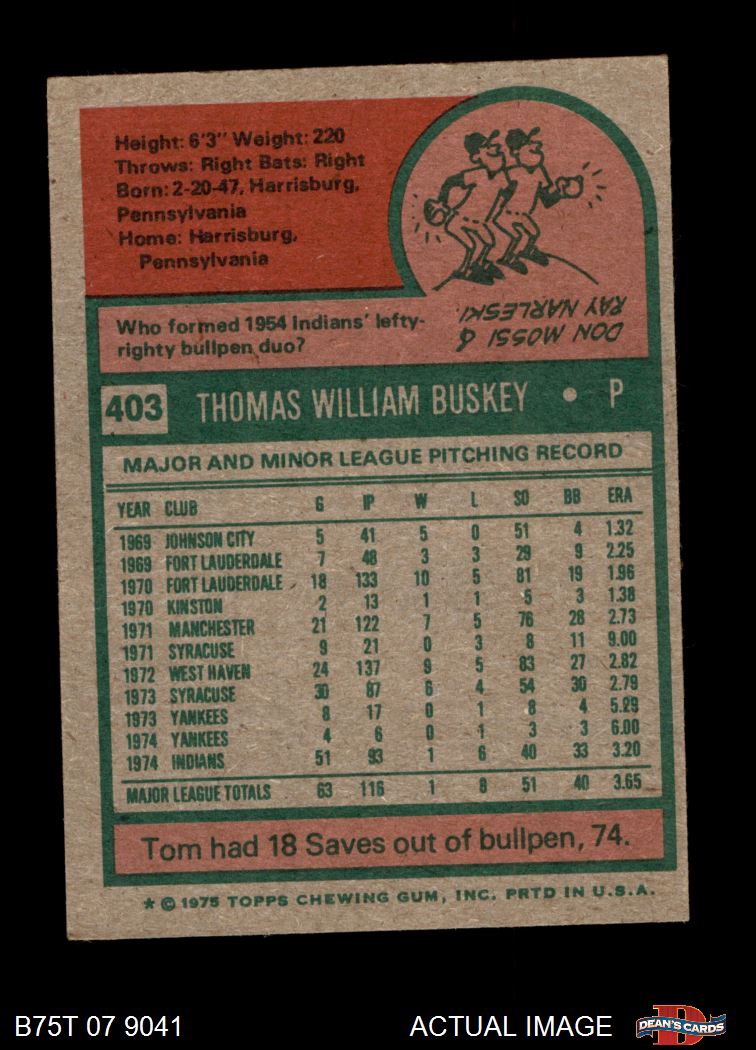 Height: 6'3" Weight: 220
Throws: Right Bats: Right
Born: 2-20-47, Harrisburg,
Pennsylvania
Home: Harrisburg,
Pennsylvania
Who formed 1954 Indians' lefty-
righty bullpen duo?
DON MOSSI &
RAY NARLESKI.
403 THOMAS WILLIAM BUSKEY • P
MAJOR AND MINOR LEAGUE PITCHING RECORD
YEAR CLUB G IP W L SO BB ERA
1969 JOHNSON CITY 5 41 5 0 51 4 1.32
1969 FORT LAUDERDALE 7 48 3 3 29 9 2.25
1970 FORT LAUDERDALE 18 133 10 5 81 19 1.96
1970 KINSTON 2 13 1 1 6 3 1.38
1971 MANCHESTER 21 122 7 5 76 28 2.73
1971 SYRACUSE 9 21 0 3 8 11 9.00
1972 WEST HAVEN 24 137 9 5 83 27 2.82
1973 SYRACUSE 30 87 6 4 54 30 2.79
1973 YANKEES 8 17 0 1 8 4 5.29
1974 YANKEES 4 6 0 1 3 3 6.00
1974 INDIANS 51 93 1 6 40 33 3.20
MAJOR LEAGUE TOTALS 63 116 1 8 51 40 3.65
Tom had 18 Saves out of bullpen, 74.
* © 1975 TOPPS CHEWING GUM, INC. PRTD IN U.S.A.
B75T 07 9041 ACTUAL IMAGE DEAN'S CARDS